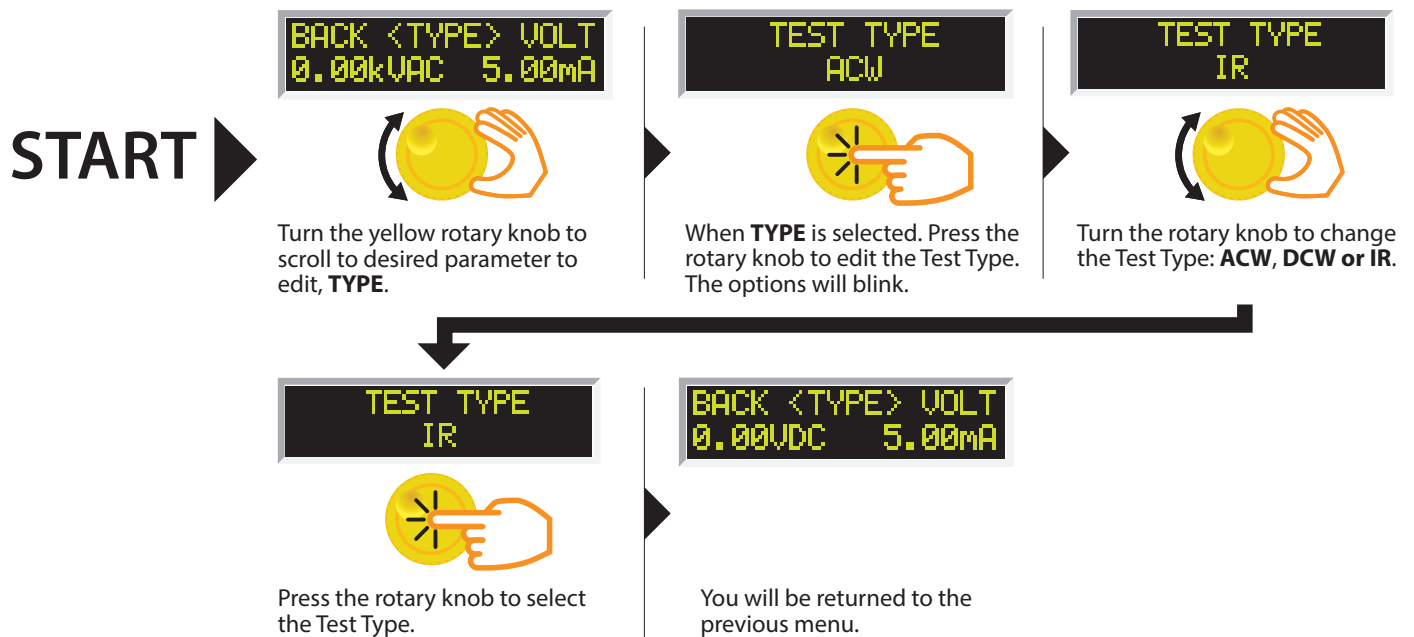 START
BACK <TYPE> VOLT
0.00kVAC 5.00mA
Turn the yellow rotary knob to
scroll to desired parameter to
edit, TYPE.
TEST TYPE
ACW
When TYPE is selected. Press the
rotary knob to edit the Test Type.
The options will blink.
TEST TYPE
IR
Turn the rotary knob to change
the Test Type: ACW, DCW or IR.
TEST TYPE
IR
Press the rotary knob to select
the Test Type.
BACK <TYPE> VOLT
0.00VDC 5.00mA
You will be returned to the
previous menu.